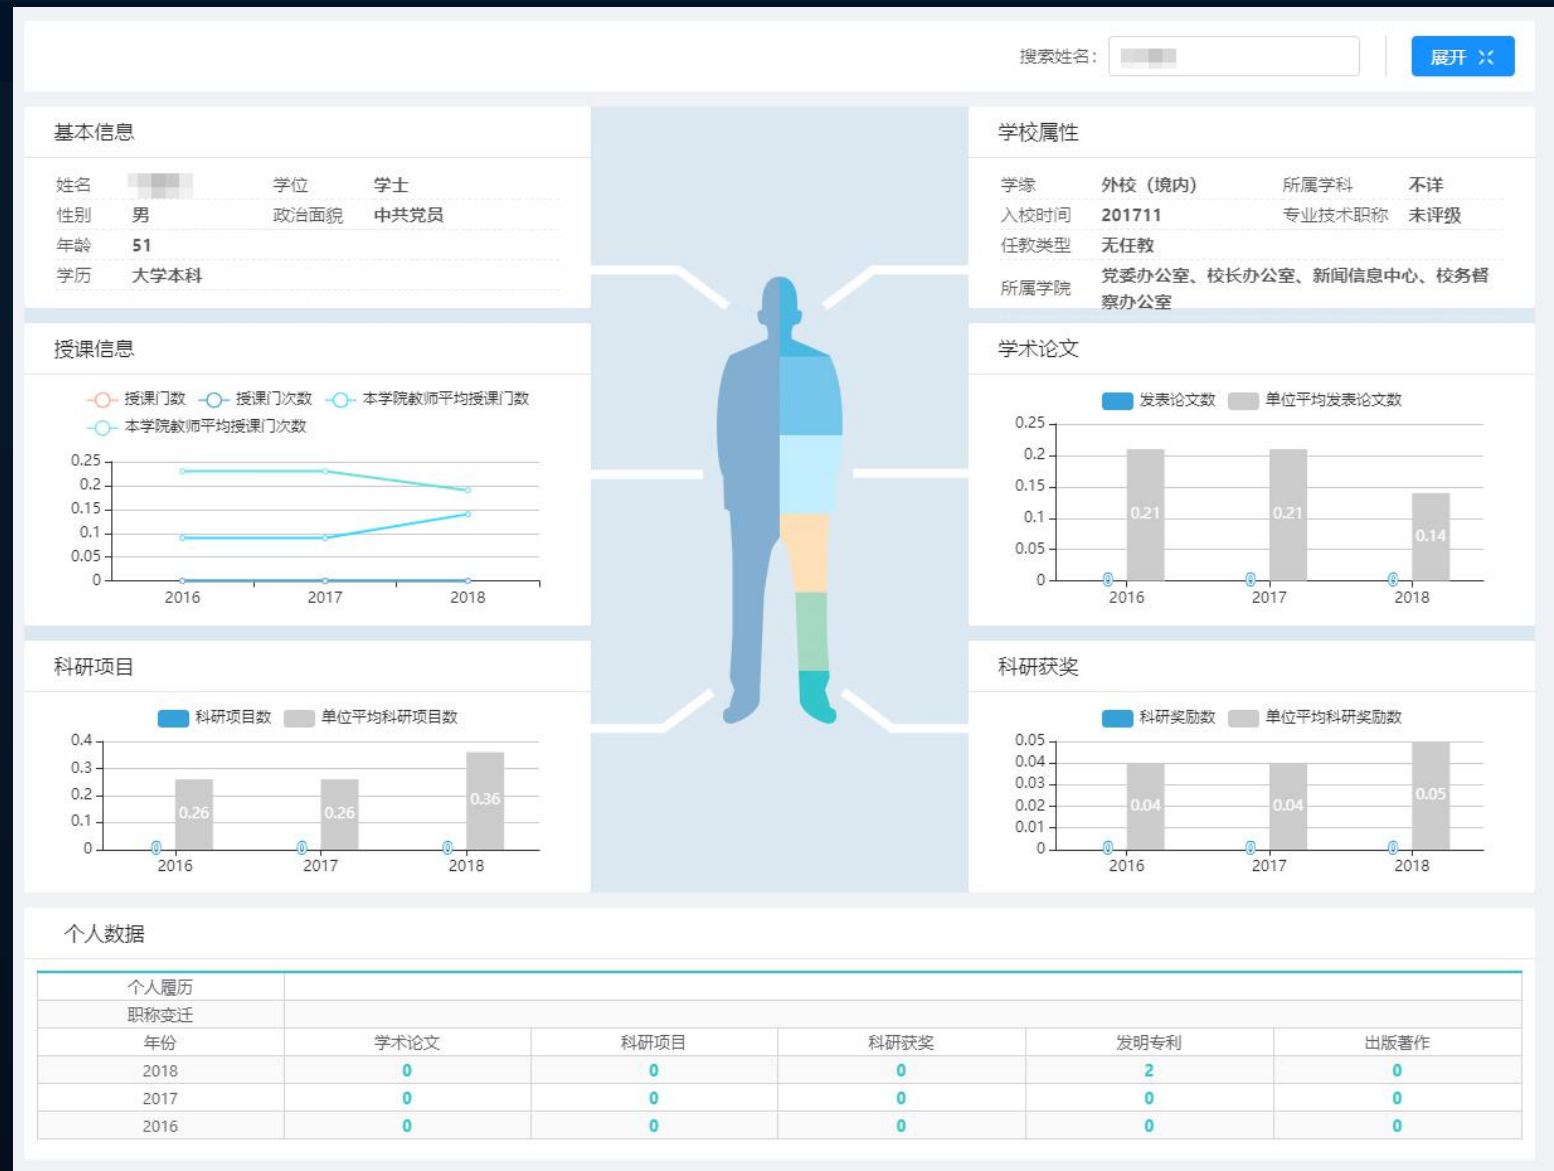 搜索姓名：
展开
基本信息
姓名 学位 学士
性别 男 政治面貌 中共党员
年龄 51
学历 大学本科
学校属性
学缘 外校（境内） 所属学科 不详
入校时间 201711 专业技术职称 未评级
任教类型 无任教
所属学院 党委办公室、校长办公室、新闻信息中心、校务督
察办公室
授课信息
授课门数 授课门次数 本学院教师平均授课门数
本学院教师平均授课门次数
0.25
0.2
0.15
0.1
0.05
0
2016 2017 2018
学术论文
发表论文数 单位平均发表论文数
0.25
0.2
0.15
0.1
0.05
0
0 0.21 0 0.21 0 0.14
2016 2017 2018
科研项目
科研项目数 单位平均科研项目数
0.4
0.3
0.2
0.1
0
0 0.26 0 0.26 0 0.36
2016 2017 2018
科研获奖
科研奖励数 单位平均科研奖励数
0.05
0.04
0.03
0.02
0.01
0
0 0.04 0 0.04 0 0.05
2016 2017 2018
个人数据
个人履历
职称变迁
年份 学术论文 科研项目 科研获奖 发明专利 出版著作
2018 0 0 0 2 0
2017 0 0 0 0 0
2016 0 0 0 0 0